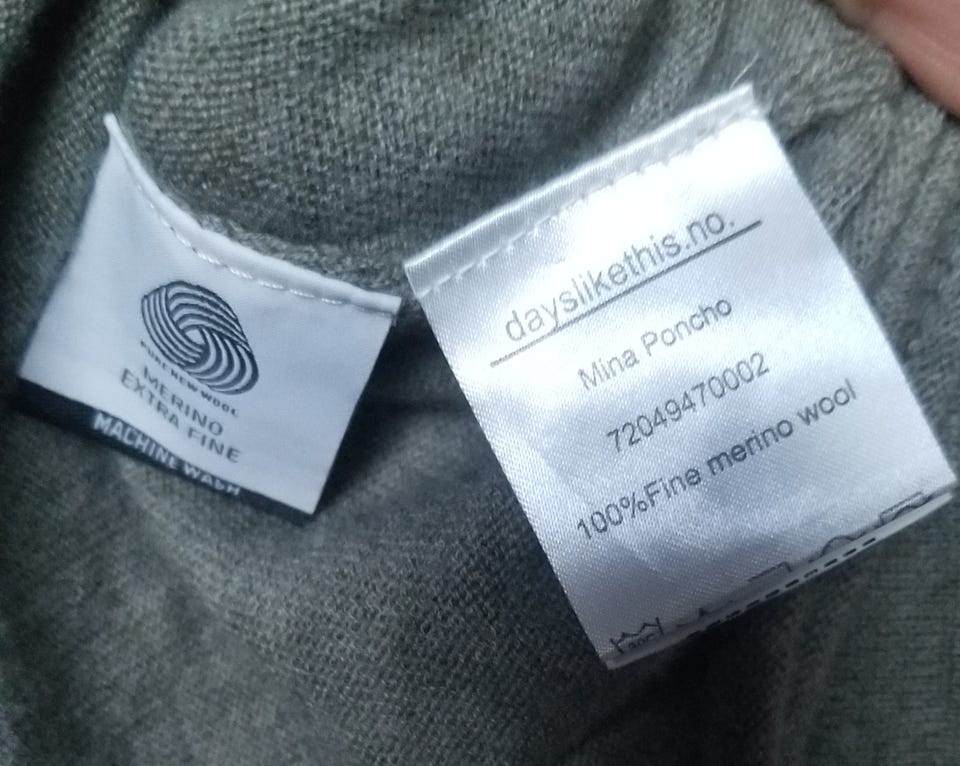 PURE NEW WOOL
MERINO
EXTRA FINE
MACHINE WASH
dayslikethis.no.
Mina Poncho
72049470002
100%Fine merino wool